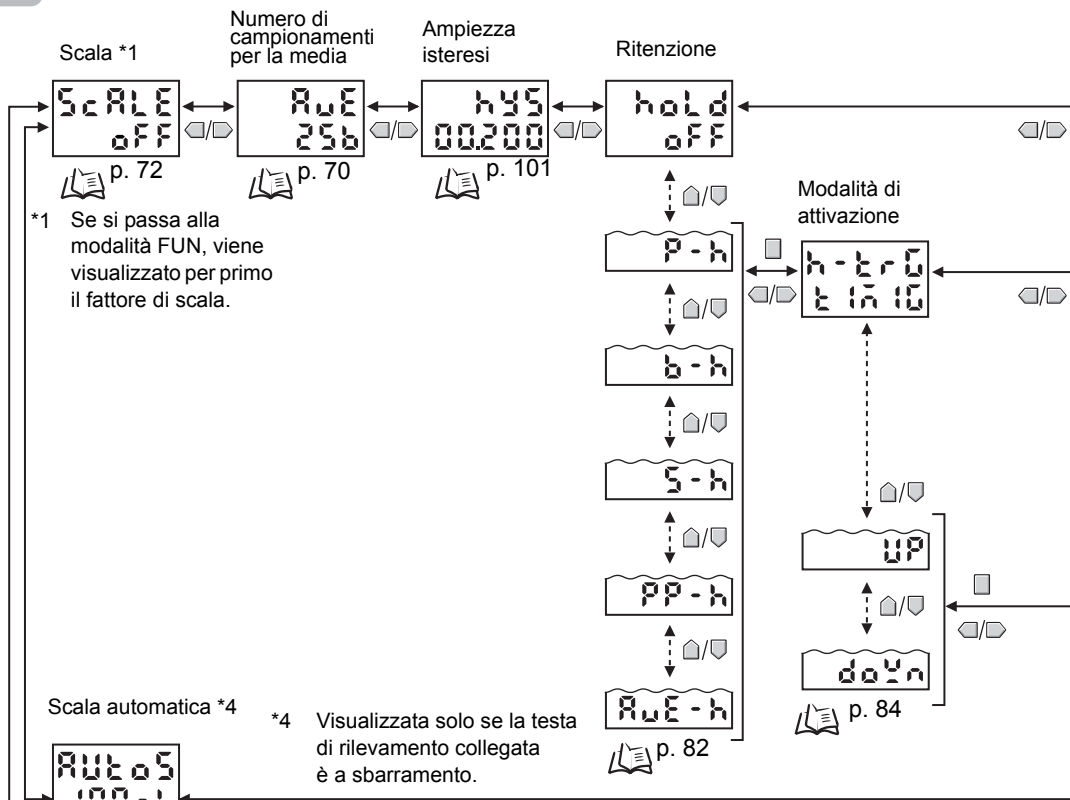 Scala *1
ScALE
oFF
p. 72
Numero di
campionamenti
per la media
AvE
256
p. 70
Ampiezza
isteresi
hYS
00.200
p. 101
Ritenzione
hoLd
oFF
*1 Se si passa alla
modalità FUN, viene
visualizzato per primo
il fattore di scala.
P-h
b-h
S-h
PP-h
AvE-h
p. 82
Modalità di
attivazione
h-trG
tImIG
UP
doWn
p. 84
Scala automatica *4
AUtoS
*4 Visualizzata solo se la testa
di rilevamento collegata
è a sbarramento.